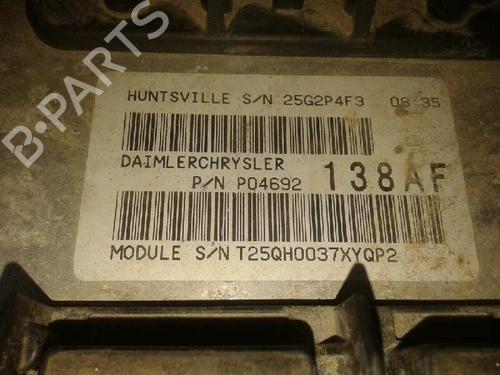 B-PARTS
HUNTSVILLE S/N 25G2P4F3 08:35
DAIMLERCHRYSLER
P/N P04692 138AF
MODULE S/N T25QH0037XYQP2